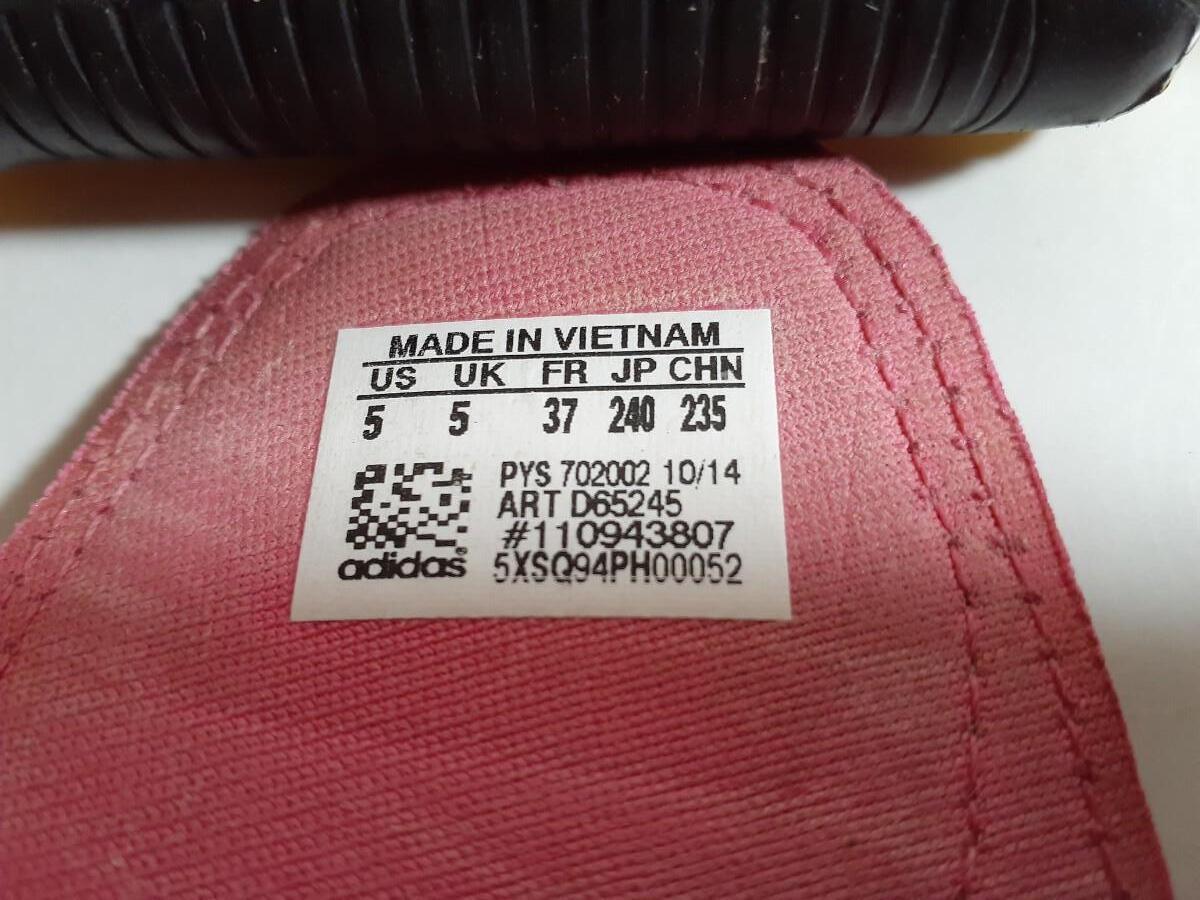 MADE IN VIETNAM
US UK FR JP CHN
5 5 37 240 235
PYS 702002 10/14
ART D65245
#110943807
adidas® 5XSQ94PH00052